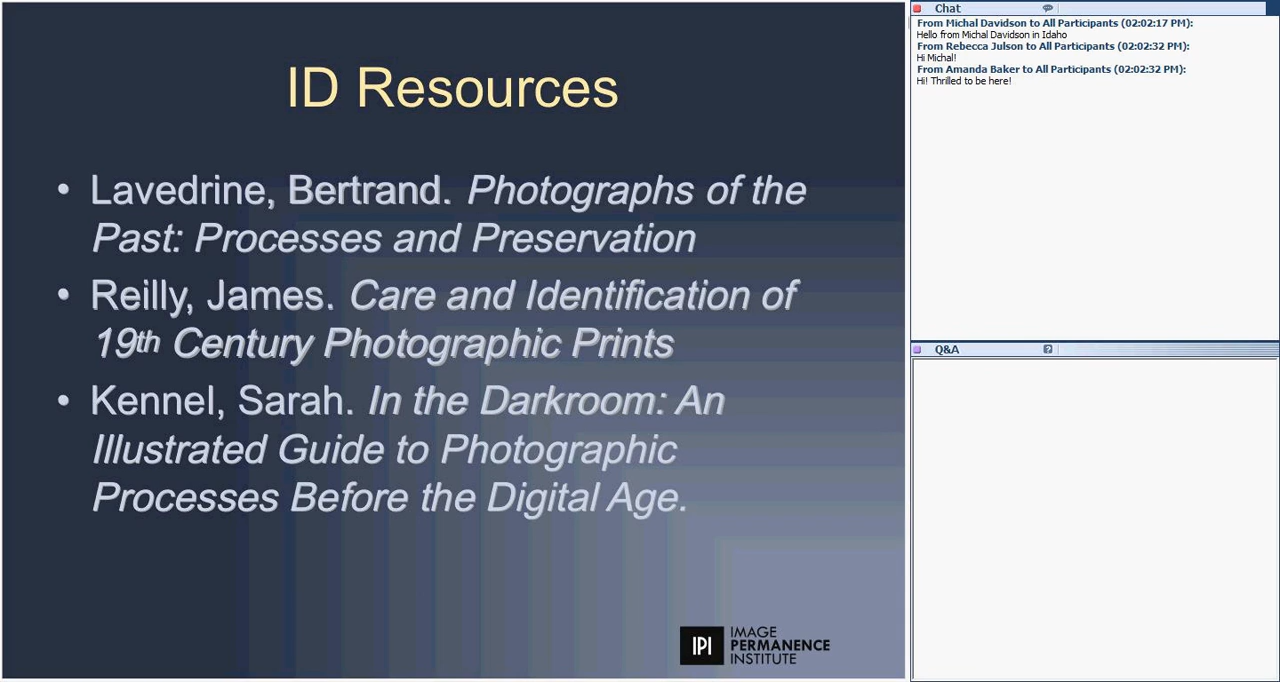 ID Resources
• Lavedrine, Bertrand. Photographs of the
Past: Processes and Preservation
• Reilly, James. Care and Identification of
19th Century Photographic Prints
• Kennel, Sarah. In the Darkroom: An
Illustrated Guide to Photographic
Processes Before the Digital Age.
IPI
IMAGE
PERMANENCE
INSTITUTE
Chat
From Michal Davidson to All Participants (02:02:17 PM):
Hello from Michal Davidson in Idaho
From Rebecca Julson to All Participants (02:02:32 PM):
Hi Michal!
From Amanda Baker to All Participants (02:02:32 PM):
Hi! Thrilled to be here!
Q&A